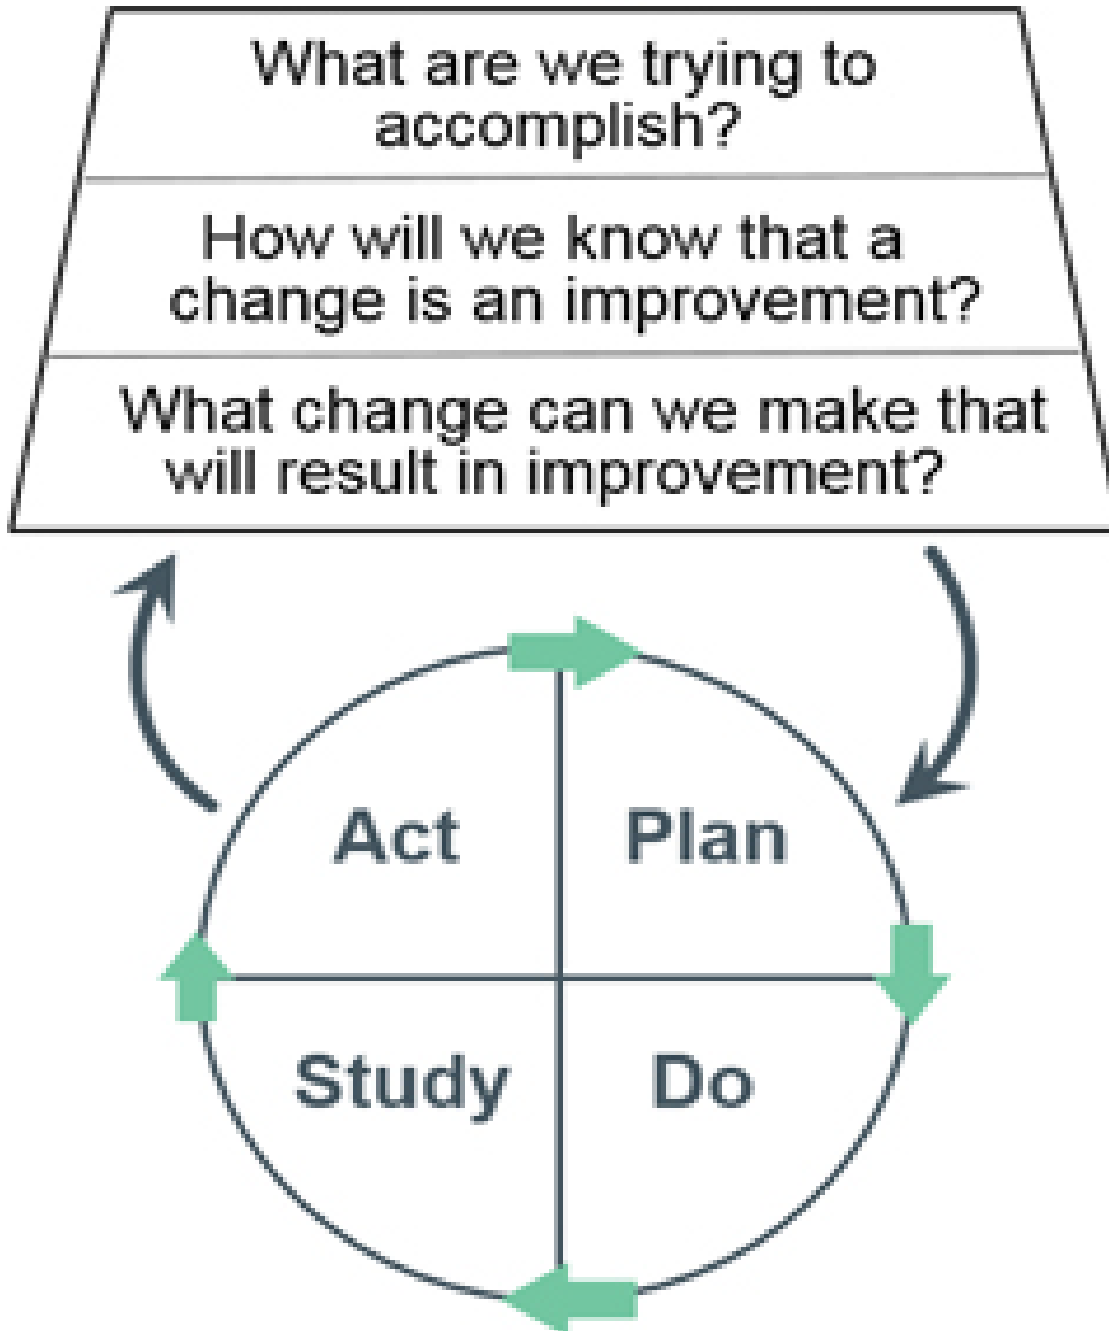 What are we trying to
accomplish?
How will we know that a
change is an improvement?
What change can we make that
will result in improvement?
Act
Plan
Study
Do